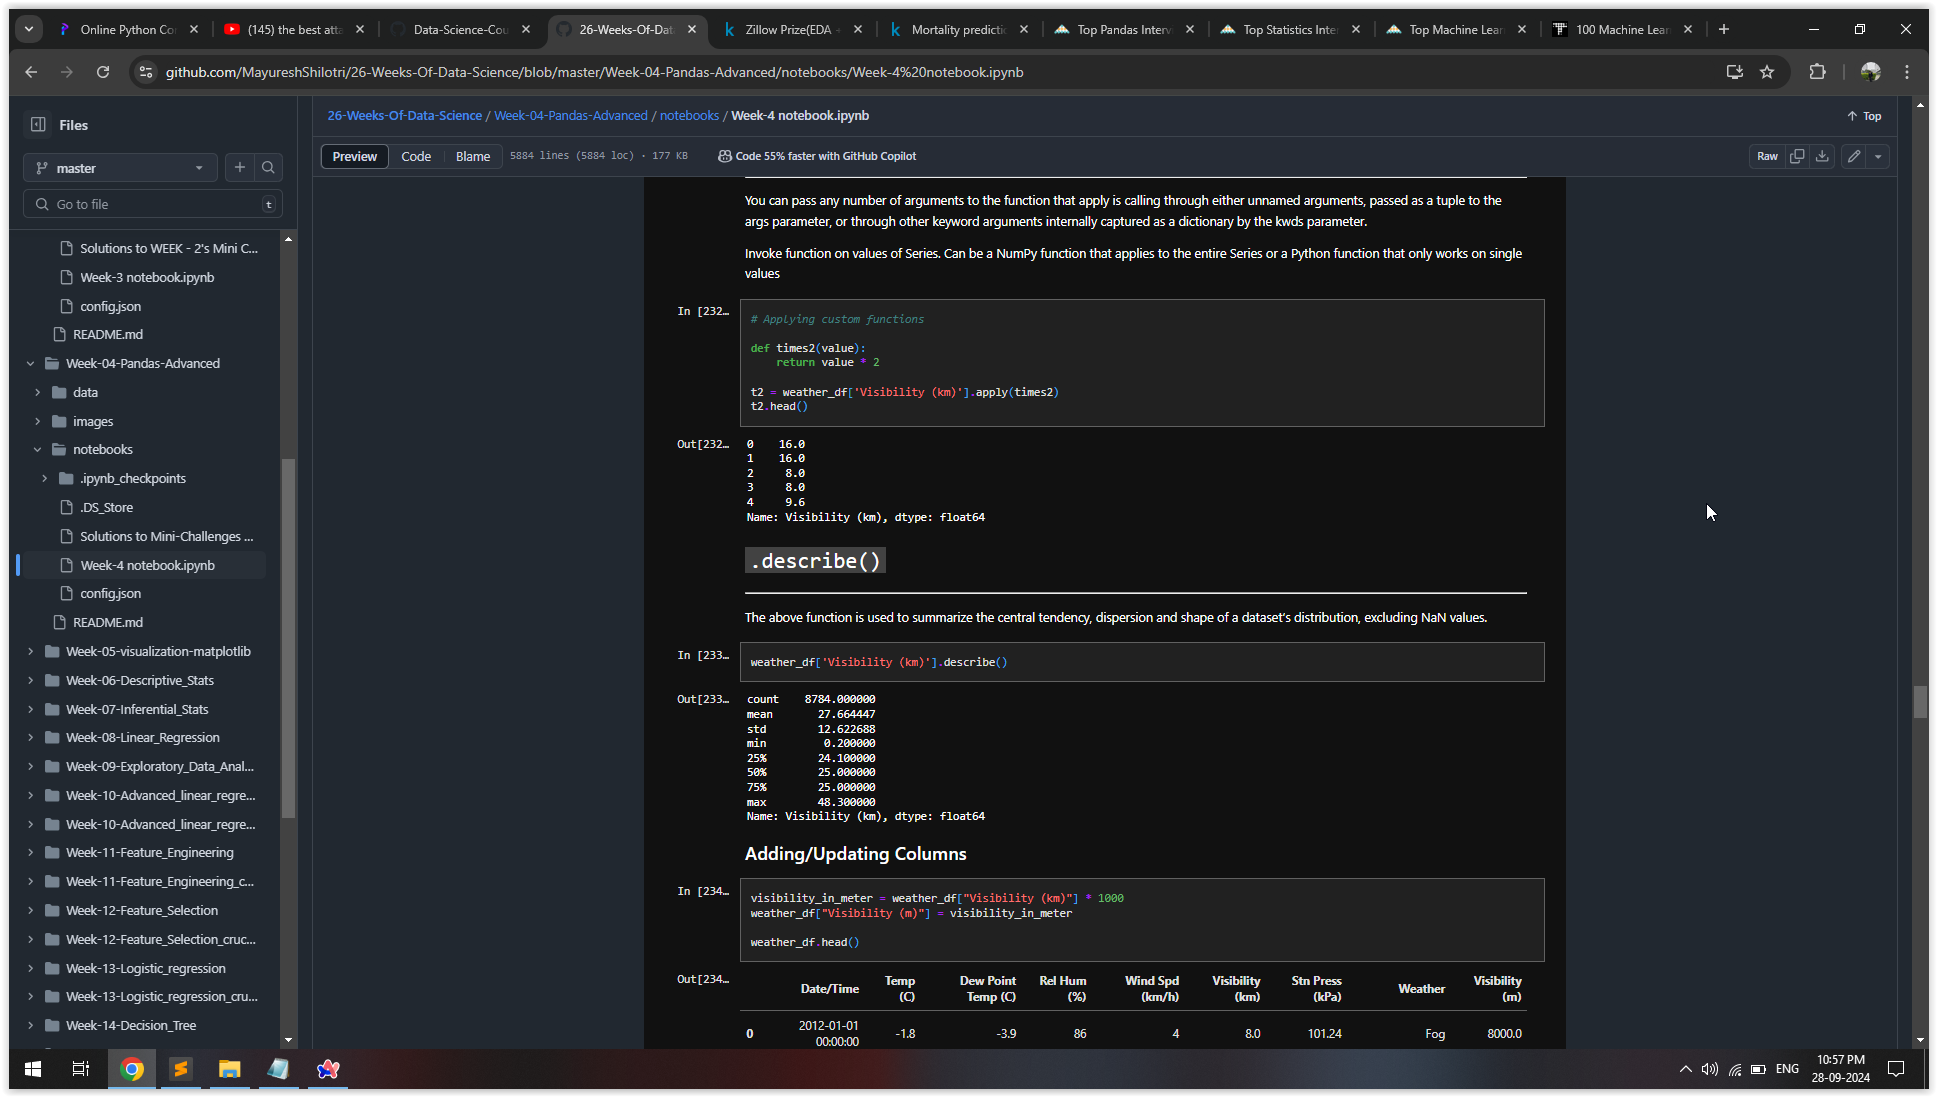 Online Python Co
(145) the best atta
Data-Science-Cou
26-Weeks-Of-Dat
Zillow Prize(EDA
Mortality predictio
Top Pandas Interv
Top Statistics Inte
Top Machine Lear
100 Machine Lear
github.com/MayureshShilotri/26-Weeks-Of-Data-Science/blob/master/Week-04-Pandas-Advanced/notebooks/Week-4%20notebook.ipynb
Files
master
Go to file
t
Solutions to WEEK - 2's Mini C...
Week-3 notebook.ipynb
config.json
README.md
Week-04-Pandas-Advanced
data
images
notebooks
.ipynb_checkpoints
.DS_Store
Solutions to Mini-Challenges ...
Week-4 notebook.ipynb
config.json
README.md
Week-05-visualization-matplotlib
Week-06-Descriptive_Stats
Week-07-Inferential_Stats
Week-08-Linear_Regression
Week-09-Exploratory_Data_Anal...
Week-10-Advanced_linear_regre...
Week-10-Advanced_linear_regre...
Week-11-Feature_Engineering
Week-11-Feature_Engineering_c...
Week-12-Feature_Selection
Week-12-Feature_Selection_cruc...
Week-13-Logistic_regression
Week-13-Logistic_regression_cru...
Week-14-Decision_Tree
26-Weeks-Of-Data-Science / Week-04-Pandas-Advanced / notebooks / Week-4 notebook.ipynb
Top
Preview Code Blame 5884 lines (5884 loc) · 177 KB Code 55% faster with GitHub Copilot
Raw
You can pass any number of arguments to the function that apply is calling through either unnamed arguments, passed as a tuple to the
args parameter, or through other keyword arguments internally captured as a dictionary by the kwds parameter.
Invoke function on values of Series. Can be a NumPy function that applies to the entire Series or a Python function that only works on single
values
In [232…
# Applying custom functions
def times2(value):
return value * 2
t2 = weather_df['Visibility (km)'].apply(times2)
t2.head()
Out[232…
0 16.0
1 16.0
2 8.0
3 8.0
4 9.6
Name: Visibility (km), dtype: float64
.describe()
The above function is used to summarize the central tendency, dispersion and shape of a dataset's distribution, excluding NaN values.
In [233…
weather_df['Visibility (km)'].describe()
Out[233…
count 8784.000000
mean 27.664447
std 12.622688
min 0.200000
25% 24.100000
50% 25.000000
75% 25.000000
max 48.300000
Name: Visibility (km), dtype: float64
Adding/Updating Columns
In [234…
visibility_in_meter = weather_df["Visibility (km)"] * 1000
weather_df["Visibility (m)"] = visibility_in_meter
weather_df.head()
Out[234…
Date/Time Temp (C) Dew Point Temp (C) Rel Hum (%) Wind Spd (km/h) Visibility (km) Stn Press (kPa) Weather Visibility (m)
0 2012-01-01 00:00:00 -1.8 -3.9 86 4 8.0 101.24 Fog 8000.0
ENG
10:57 PM
28-09-2024